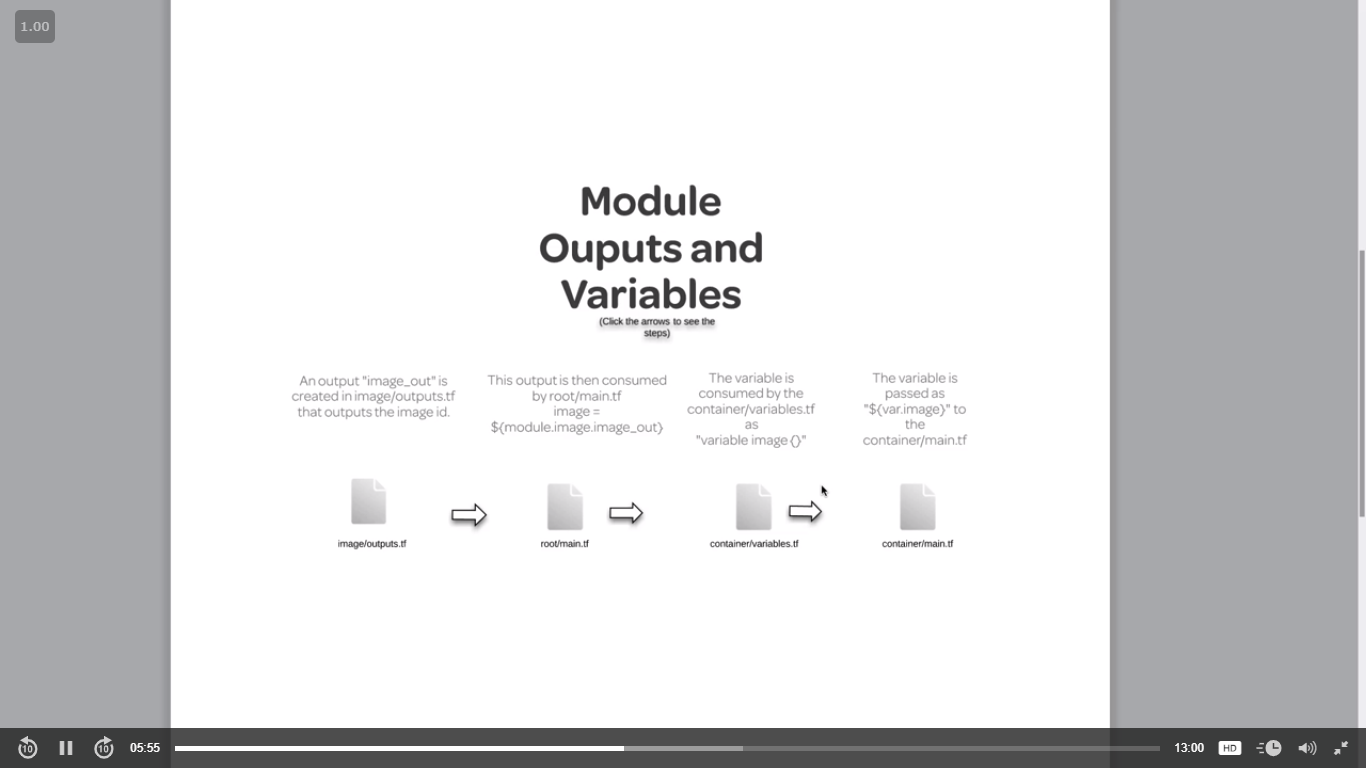 1.00
Module
Ouputs and
Variables
(Click the arrows to see the
steps)
An output "image_out" is
created in image/outputs.tf
that outputs the image id.
This output is then consumed
by root/main.tf
image =
${module.image.image_out}
The variable is
consumed by the
container/variables.tf
as
"variable image {}"
The variable is
passed as
"${var.image}" to
the
container/main.tf
image/outputs.tf
root/main.tf
container/variables.tf
container/main.tf
10
10
05:55
13:00
HD